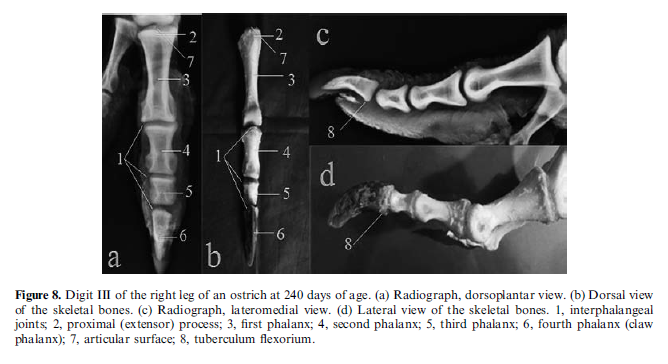 2
7
3
1
4
5
6
a
2
7
3
1
4
5
6
b
c
8
d
8
Figure 8. Digit III of the right leg of an ostrich at 240 days of age. (a) Radiograph, dorsoplantar view. (b) Dorsal view
of the skeletal bones. (c) Radiograph, lateromedial view. (d) Lateral view of the skeletal bones. 1, interphalangeal
joints; 2, proximal (extensor) process; 3, first phalanx; 4, second phalanx; 5, third phalanx; 6, fourth phalanx (claw
phalanx); 7, articular surface; 8, tuberculum flexorium.